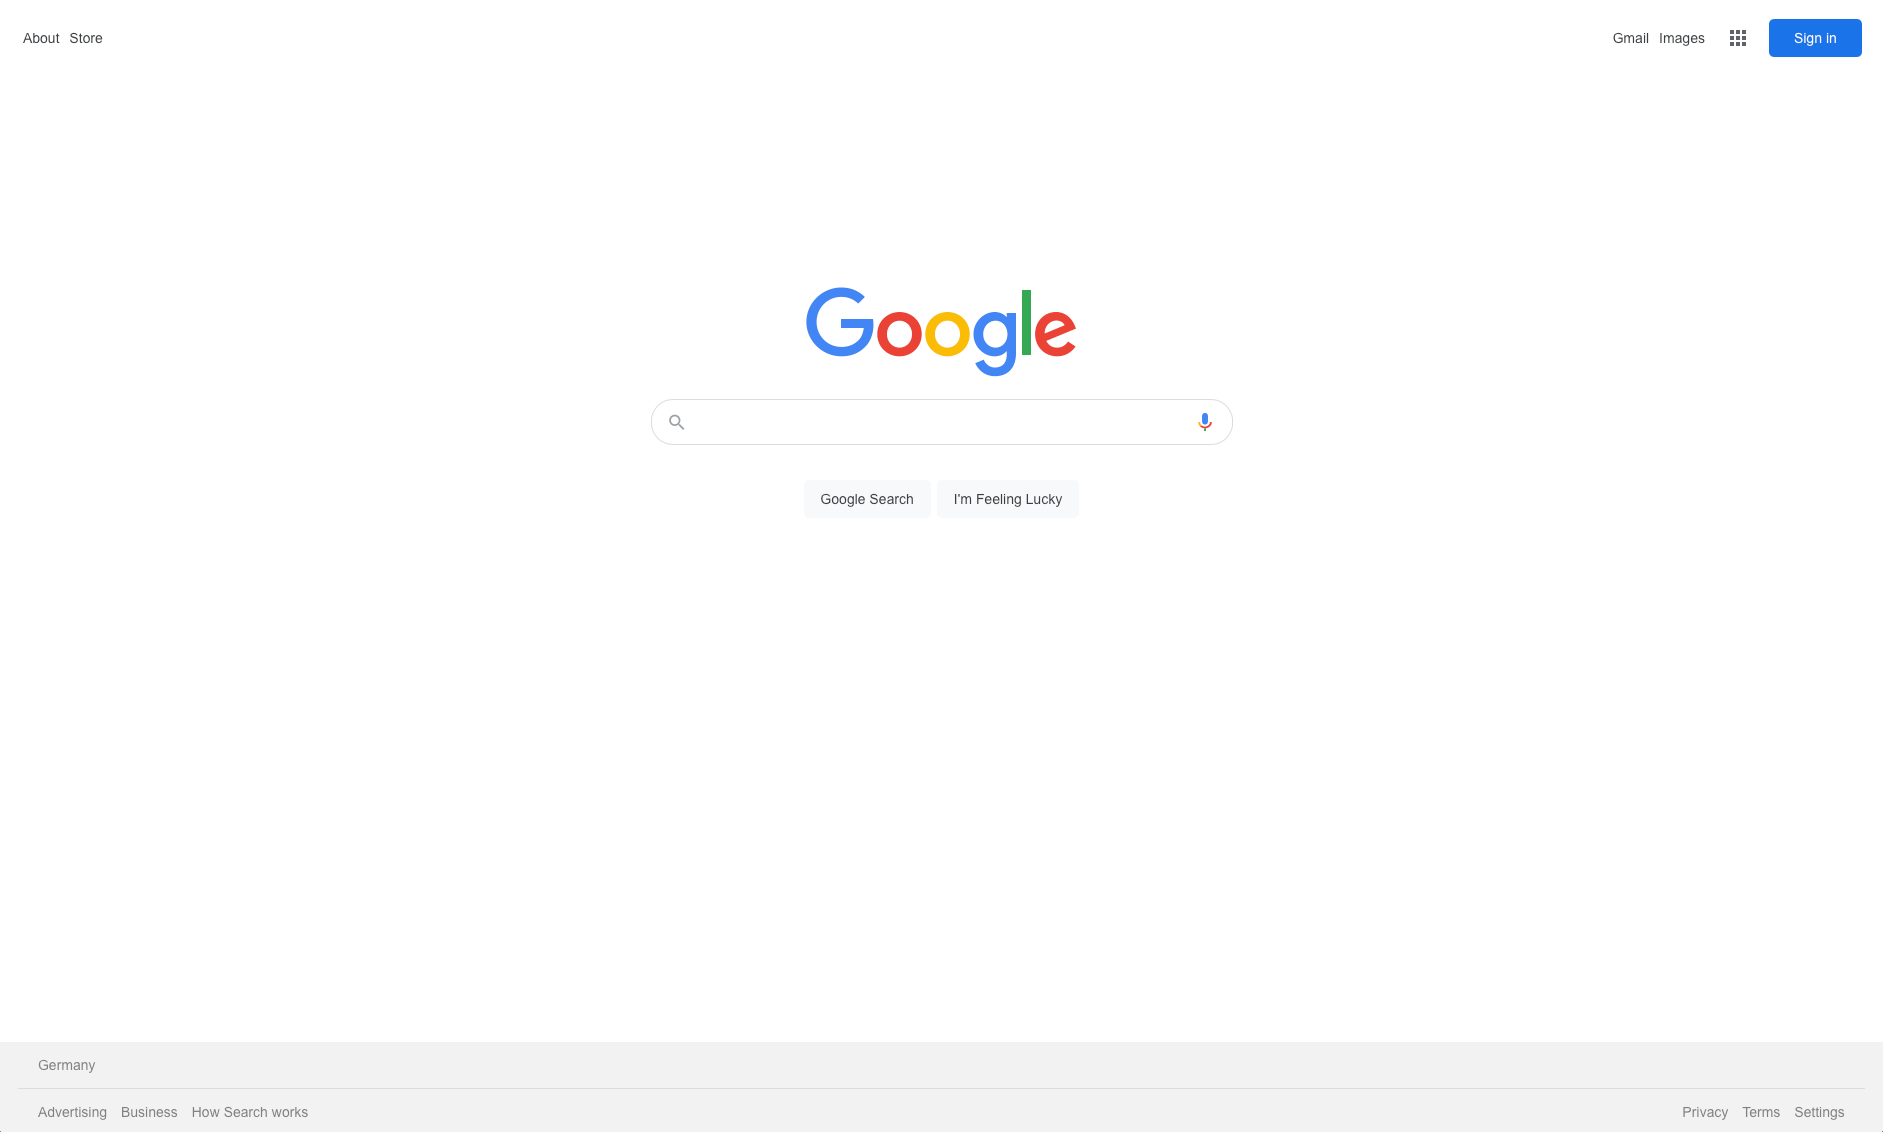 About Store
Gmail Images
Sign in
Google
Google Search
I'm Feeling Lucky
Germany
Advertising Business How Search works
Privacy Terms Settings